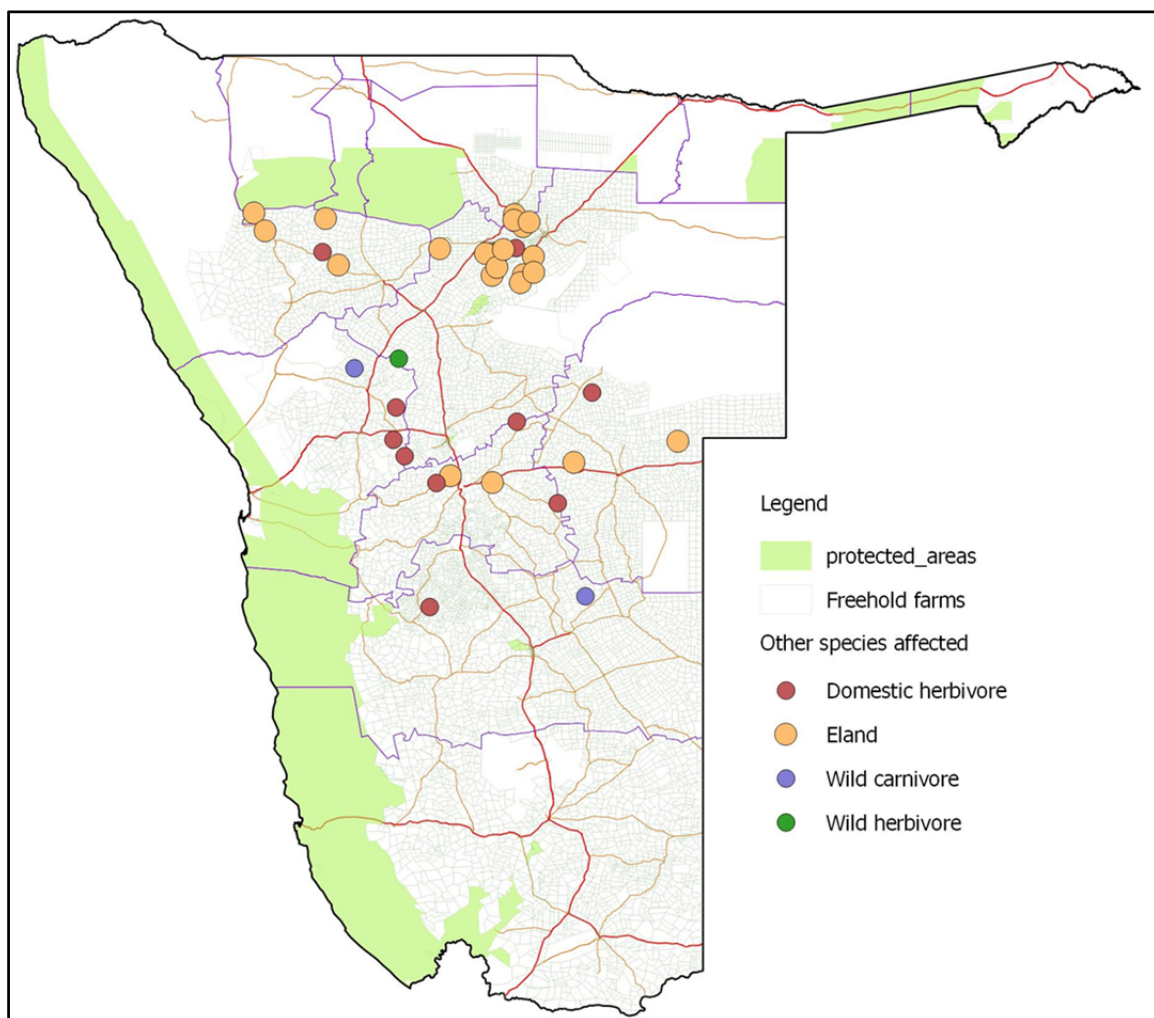 Legend
protected_areas
Freehold farms
Other species affected
Domestic herbivore
Eland
Wild carnivore
Wild herbivore